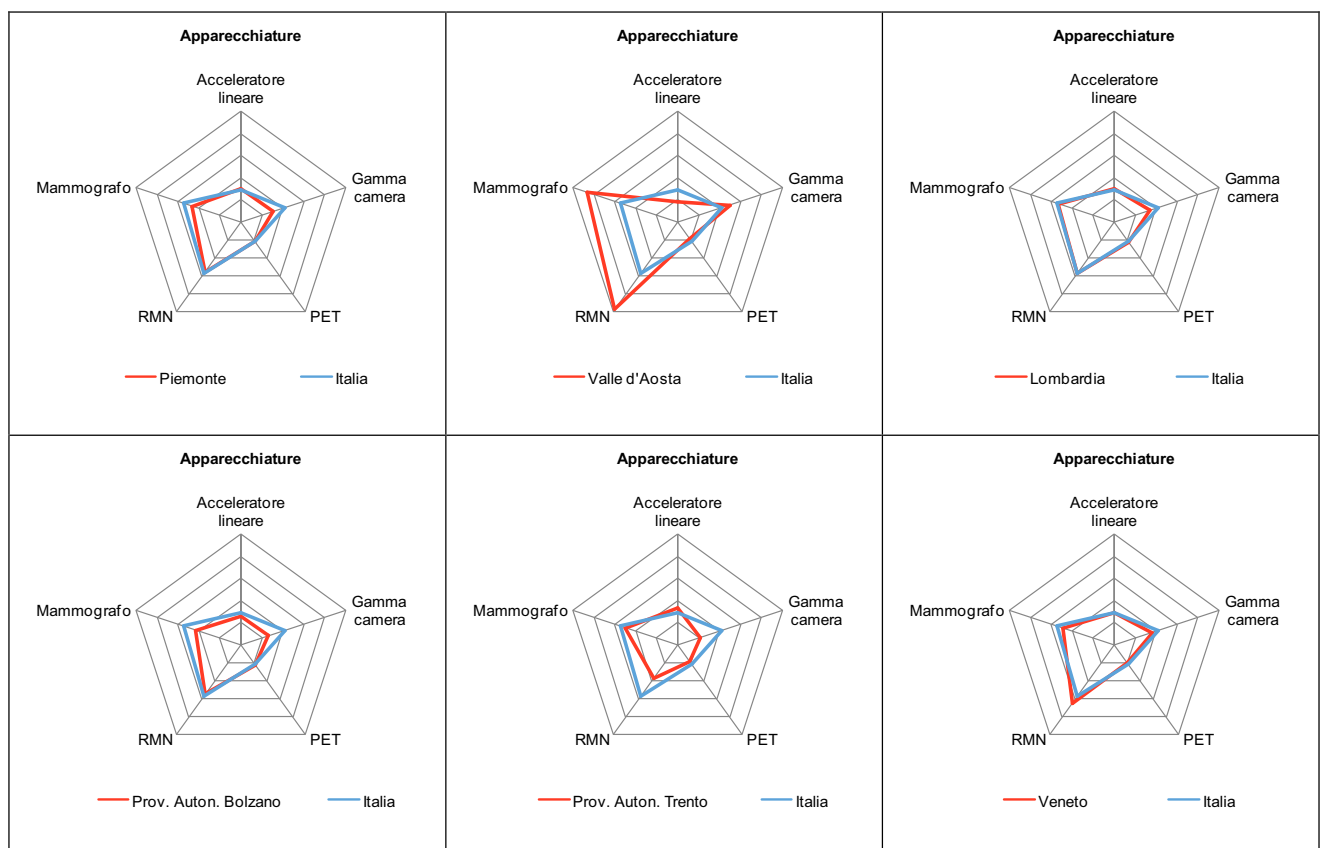 Apparecchiature
Acceleratore
lineare
Gamma
camera
PET
RMN
Mammografo
Piemonte
Italia
Apparecchiature
Acceleratore
lineare
Gamma
camera
PET
RMN
Mammografo
Valle d'Aosta
Italia
Apparecchiature
Acceleratore
lineare
Gamma
camera
PET
RMN
Mammografo
Lombardia
Italia
Apparecchiature
Acceleratore
lineare
Gamma
camera
PET
RMN
Mammografo
Prov. Auton. Bolzano
Italia
Apparecchiature
Acceleratore
lineare
Gamma
camera
PET
RMN
Mammografo
Prov. Auton. Trento
Italia
Apparecchiature
Acceleratore
lineare
Gamma
camera
PET
RMN
Mammografo
Veneto
Italia